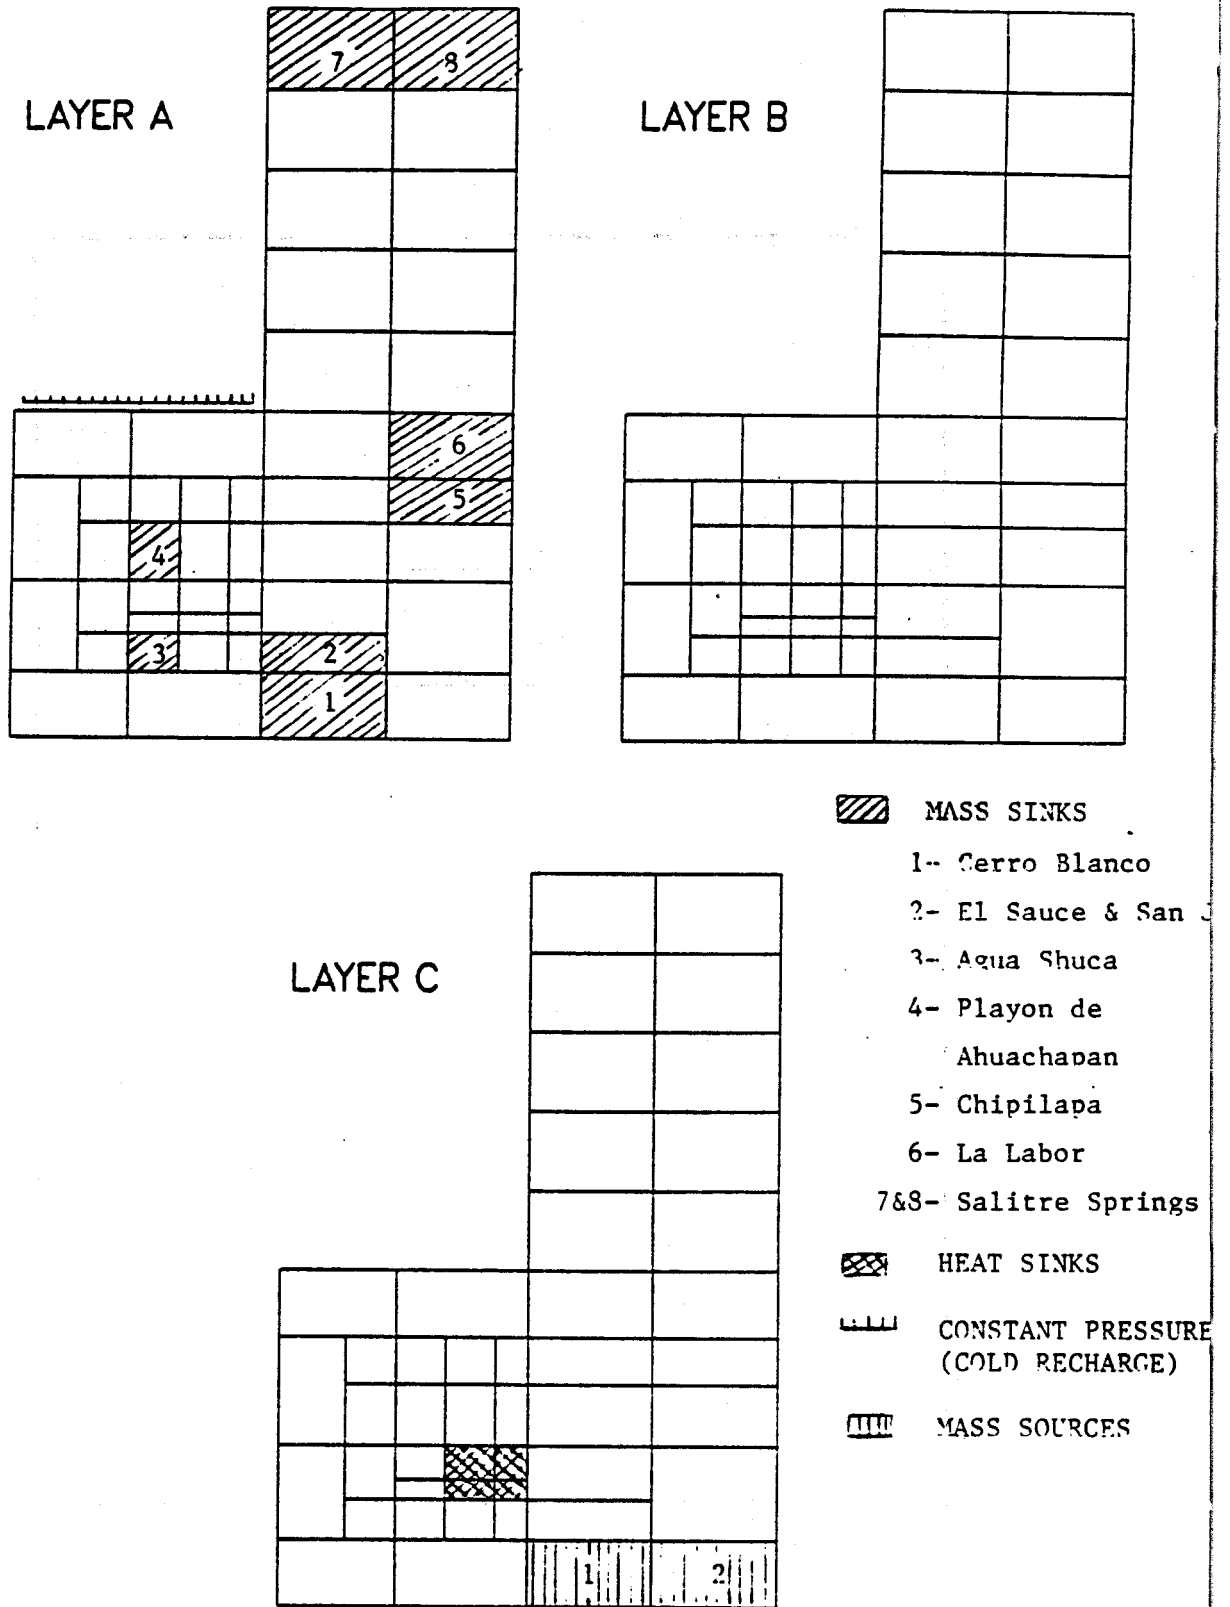 7 8
LAYER A
LAYER B
6
5
4
3 2
1
MASS SINKS
1- Cerro Blanco
2- El Sauce & San J
3- Agua Shuca
4- Playon de
Ahuachapan
5- Chipilapa
6- La Labor
7&8- Salitre Springs
LAYER C
HEAT SINKS
CONSTANT PRESSURE
(COLD RECHARGE)
MASS SOURCES
1 2